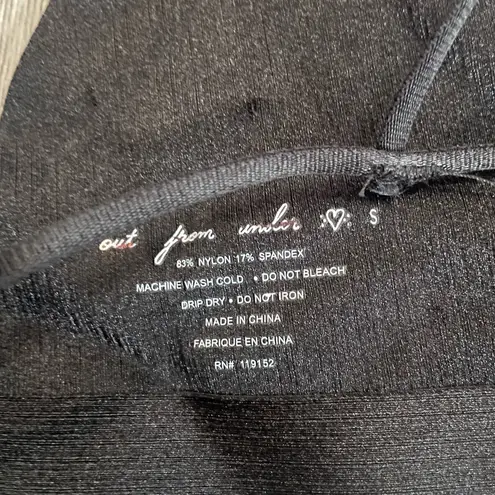 out from under :♡: S
83% NYLON 17% SPANDEX
MACHINE WASH COLD • DO NOT BLEACH
DRIP DRY • DO NOT IRON
MADE IN CHINA
FABRIQUE EN CHINA
RN# 119152